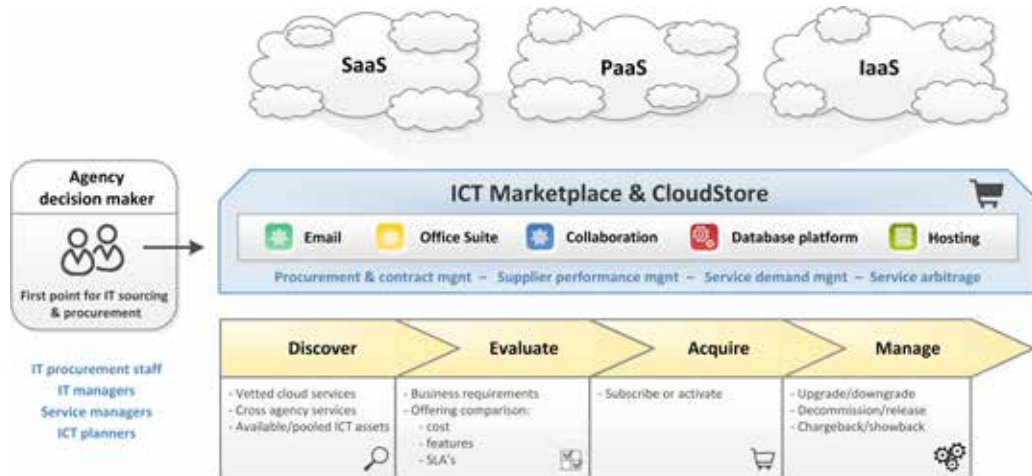 SaaS
PaaS
IaaS
Agency
decision maker
First point for IT sourcing
& procurement
IT procurement staff
IT managers
Service managers
ICT planners
ICT Marketplace & CloudStore
Email
Office Suite
Collaboration
Database platform
Hosting
Procurement & contract mgnt – Supplier performance mgnt – Service demand mgnt – Service arbitrage
Discover
- Vetted cloud services
- Cross agency services
- Available/pooled ICT assets
Evaluate
- Business requirements
- Offering comparison:
- cost
- features
- SLA's
Acquire
- Subscribe or activate
Manage
- Upgrade/downgrade
- Decommission/release
- Chargeback/showback